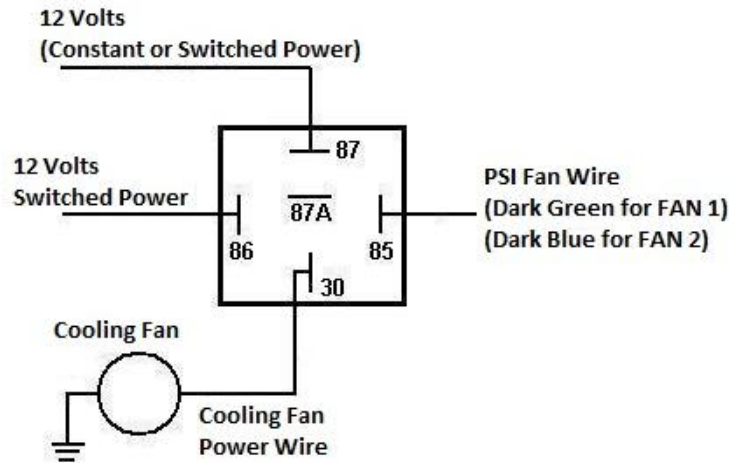 12 Volts
(Constant or Switched Power)
87
12 Volts
Switched Power
87A
PSI Fan Wire
(Dark Green for FAN 1)
(Dark Blue for FAN 2)
86
85
30
Cooling Fan
Cooling Fan
Power Wire